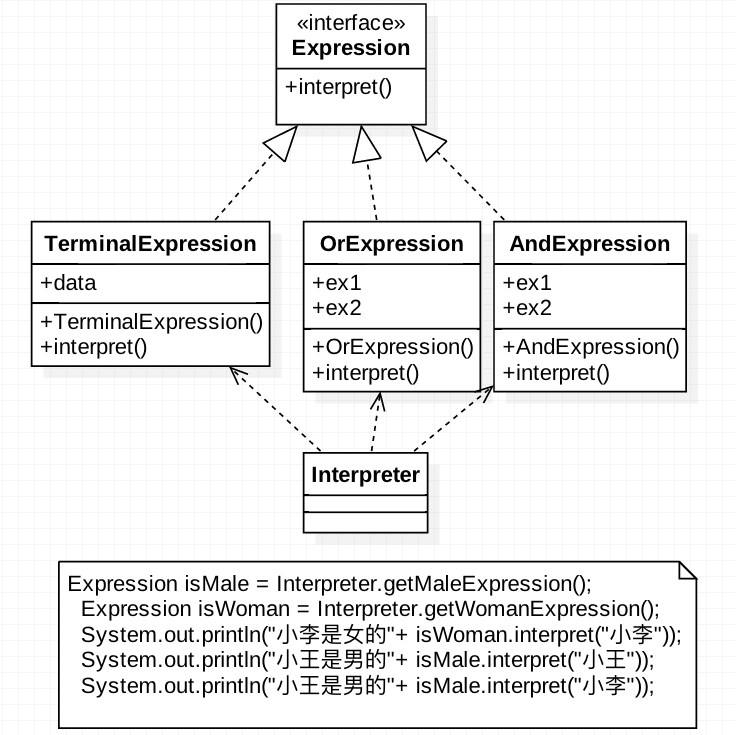 «interface»
Expression
+interpret()
TerminalExpression
+data
+TerminalExpression()
+interpret()
OrExpression
+ex1
+ex2
+OrExpression()
+interpret()
AndExpression
+ex1
+ex2
+AndExpression()
+interpret()
Interpreter
Expression isMale = Interpreter.getMaleExpression();
Expression isWoman = Interpreter.getWomanExpression();
System.out.println("小李是女的"+ isWoman.interpret("小李"));
System.out.println("小王是男的"+ isMale.interpret("小王"));
System.out.println("小王是男的"+ isMale.interpret("小李"));